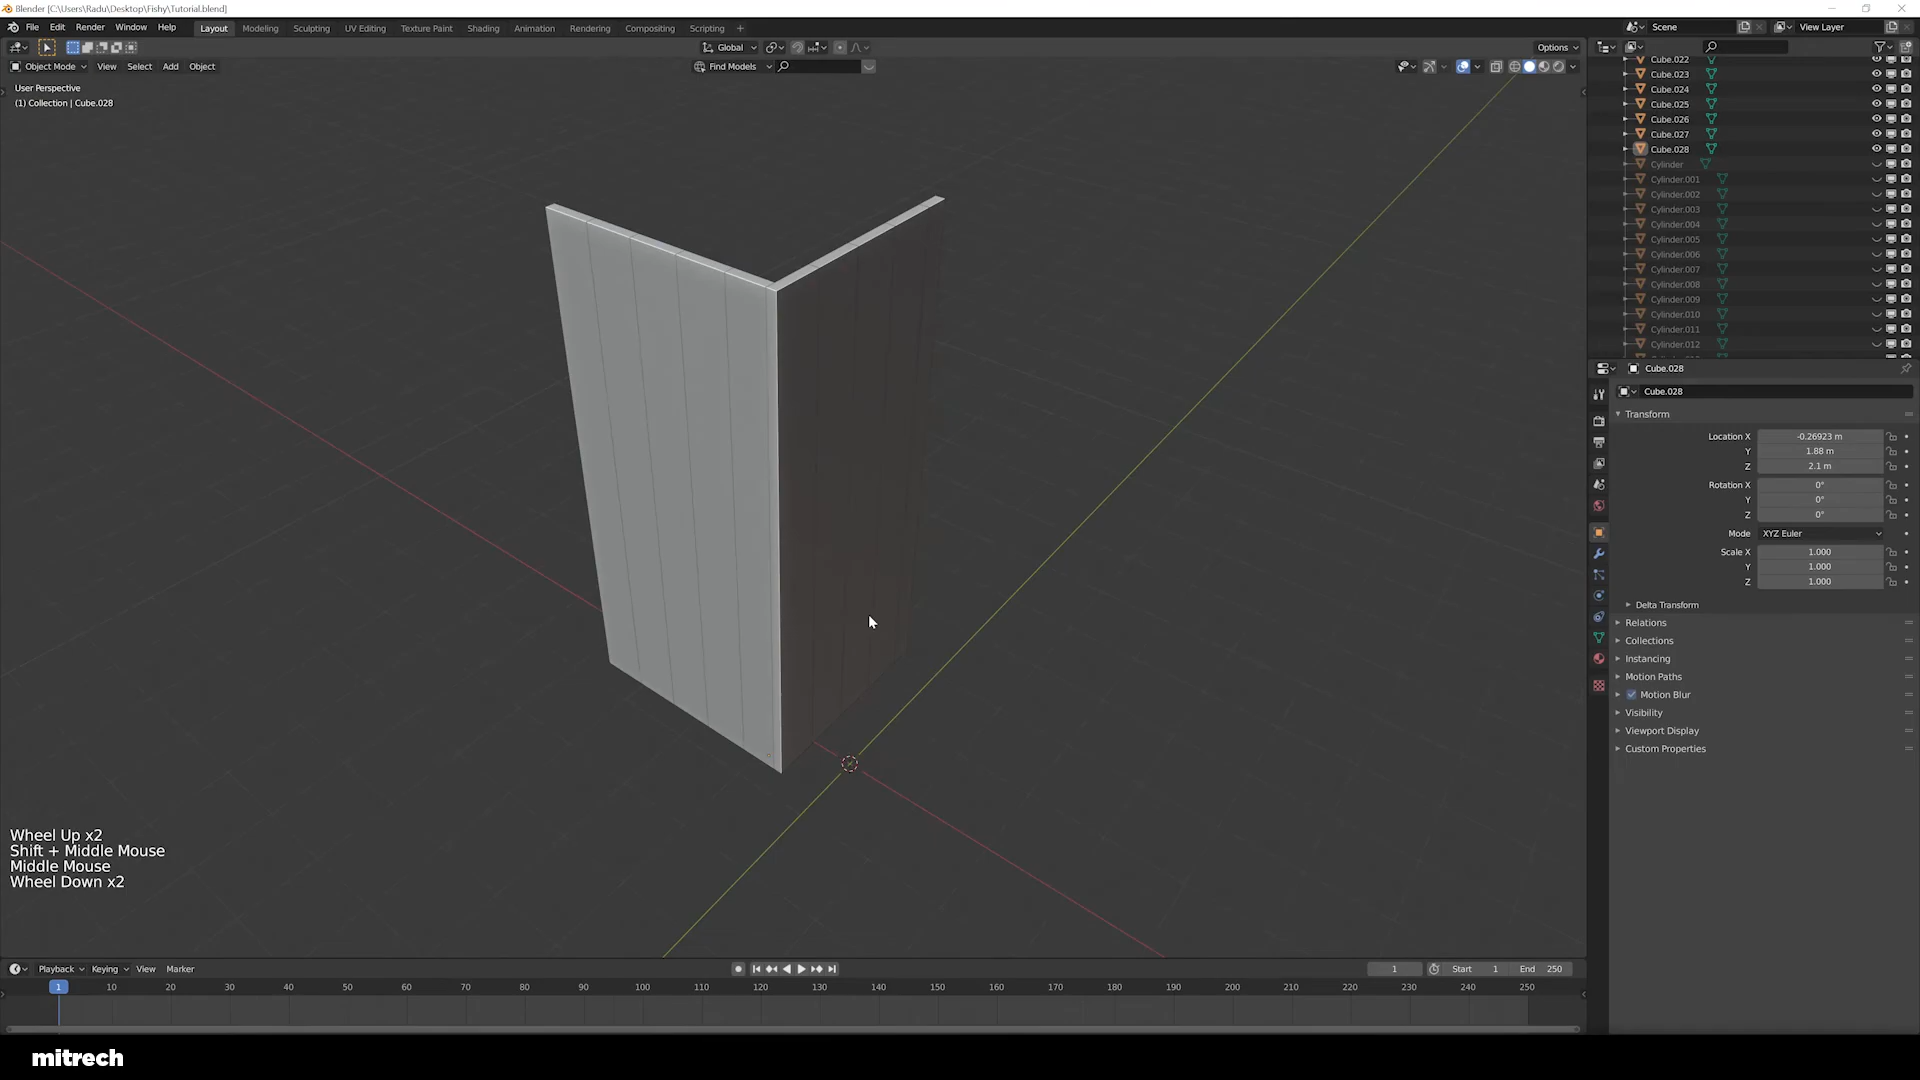 Blender [C:\Users\Radu\Desktop\Fishy\Tutorial.blend]
File Edit Render Window Help Layout Modeling Sculpting UV Editing Texture Paint Shading Animation Rendering Compositing Scripting + Scene View Layer
Global Options
Object Mode View Select Add Object Find Models
User Perspective
(1) Collection | Cube.028
Cube.022
Cube.023
Cube.024
Cube.025
Cube.026
Cube.027
Cube.028
Cylinder
Cylinder.001
Cylinder.002
Cylinder.003
Cylinder.004
Cylinder.005
Cylinder.006
Cylinder.007
Cylinder.008
Cylinder.009
Cylinder.010
Cylinder.011
Cylinder.012
Cube.028
Cube.028
Transform
Location X -0.26923 m
Y 1.88 m
Z 2.1 m
Rotation X 0°
Y 0°
Z 0°
Mode XYZ Euler
Scale X 1.000
Y 1.000
Z 1.000
Delta Transform
Relations
Collections
Instancing
Motion Paths
Motion Blur
Visibility
Viewport Display
Custom Properties
Wheel Up x2
Shift + Middle Mouse
Middle Mouse
Wheel Down x2
Playback Keying View Marker 1 Start 1 End 250
1 10 20 30 40 50 60 70 80 90 100 110 120 130 140 150 160 170 180 190 200 210 220 230 240 250
mitrech